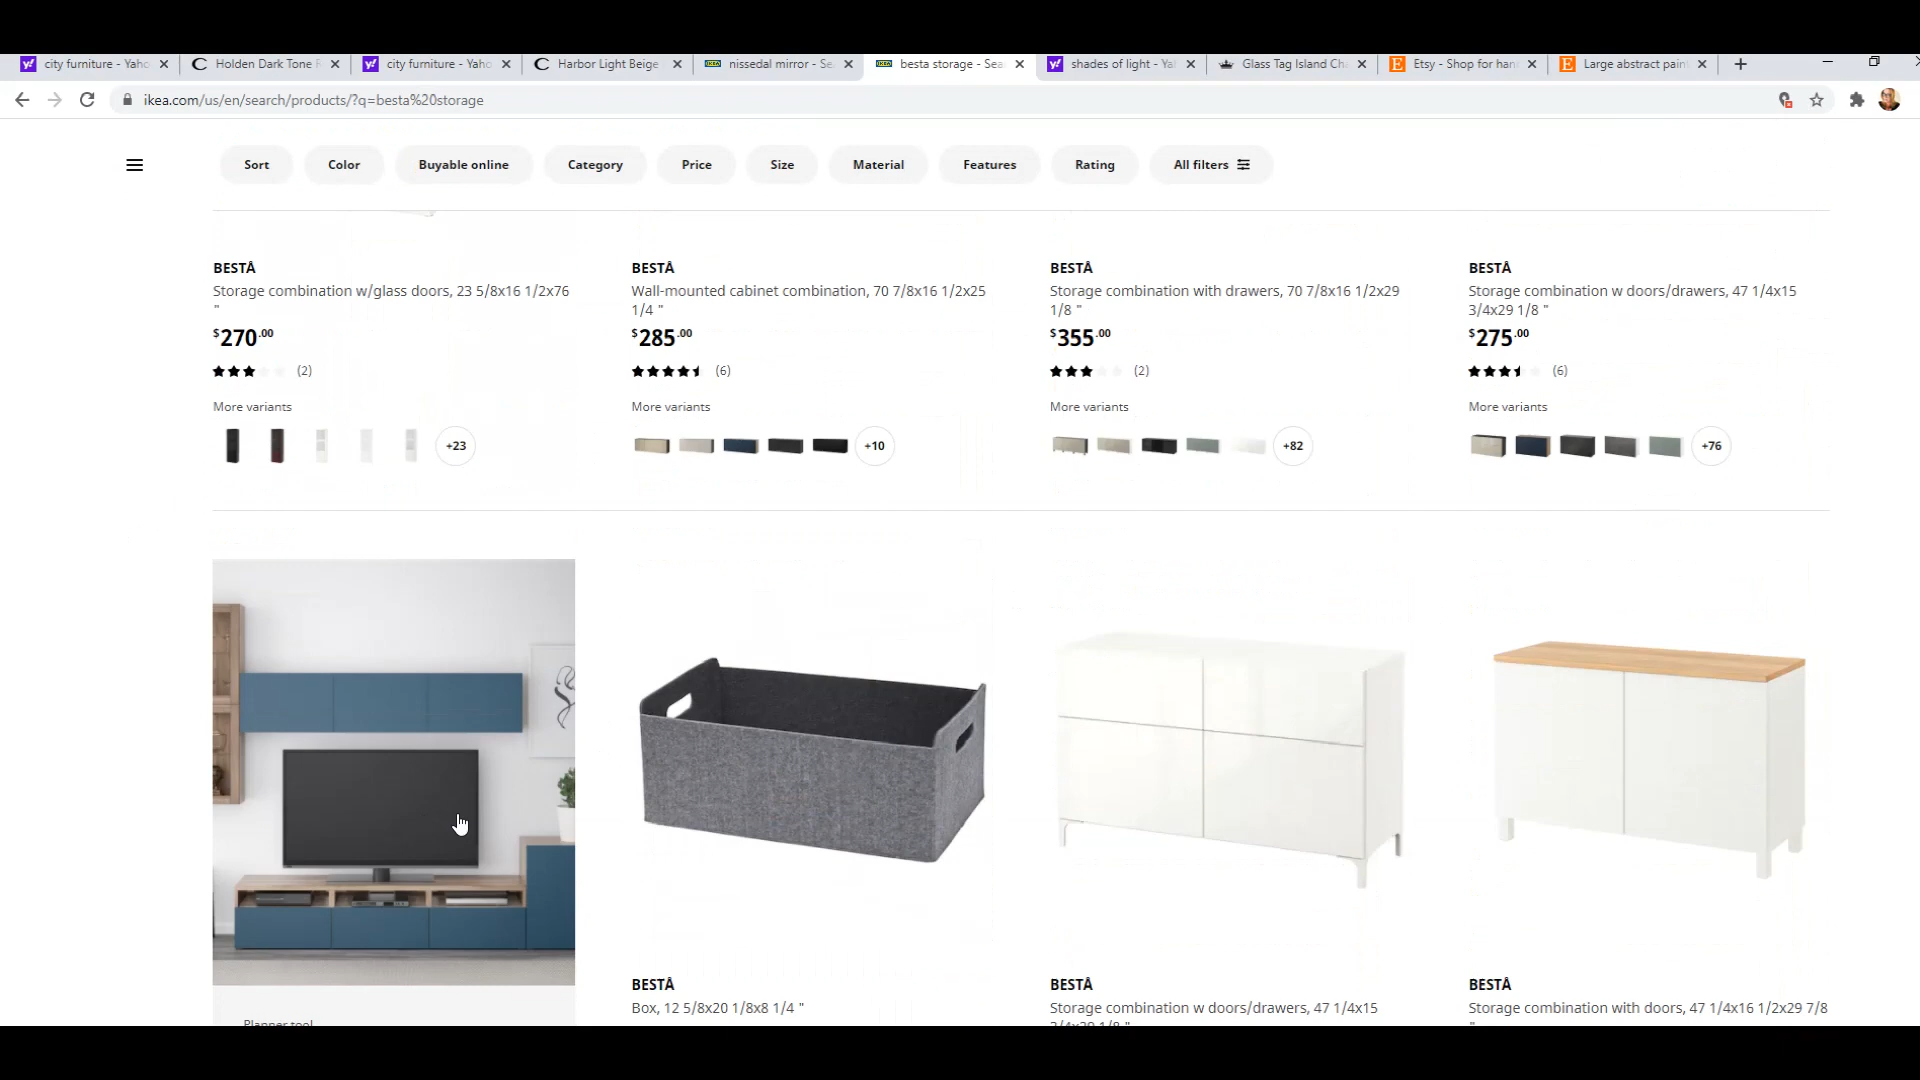 city furniture - Yaho
Holden Dark Tone R
city furniture - Yaho
Harbor Light Beige
nissedal mirror - Se
besta storage - Sea
shades of light - Ya
Glass Tag Island Ch
Etsy - Shop for han
Large abstract pain
ikea.com/us/en/search/products/?q=besta%20storage
Sort
Color
Buyable online
Category
Price
Size
Material
Features
Rating
All filters
BESTÅ
Storage combination w/glass doors, 23 5/8x16 1/2x76
"
$270.00
(2)
More variants
+23
BESTÅ
Wall-mounted cabinet combination, 70 7/8x16 1/2x25
1/4 "
$285.00
(6)
More variants
+10
BESTÅ
Storage combination with drawers, 70 7/8x16 1/2x29
1/8 "
$355.00
(2)
More variants
+82
BESTÅ
Storage combination w doors/drawers, 47 1/4x15
3/4x29 1/8 "
$275.00
(6)
More variants
+76
Planner tool
BESTÅ
Box, 12 5/8x20 1/8x8 1/4 "
BESTÅ
Storage combination w doors/drawers, 47 1/4x15
3/4x29 1/8 "
BESTÅ
Storage combination with doors, 47 1/4x16 1/2x29 7/8
"